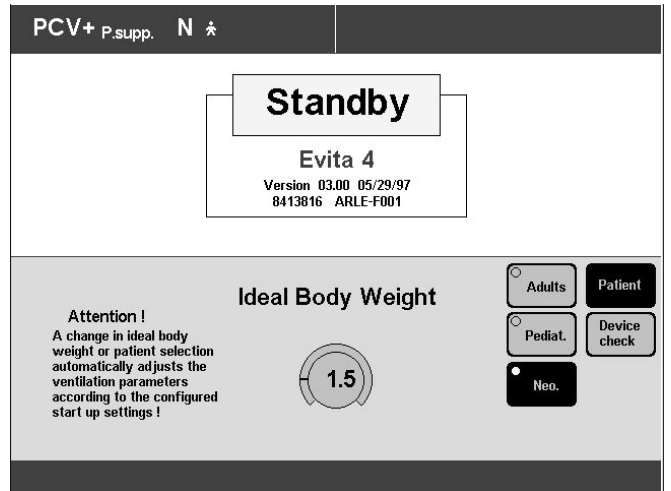 PCV+ P.supp. N
Standby
Evita 4
Version 03.00 05/29/97
8413816 ARLE-F001
Ideal Body Weight
1.5
Attention !
A change in ideal body
weight or patient selection
automatically adjusts the
ventilation parameters
according to the configured
start up settings !
Adults
Patient
Pediat.
Device
check
Neo.